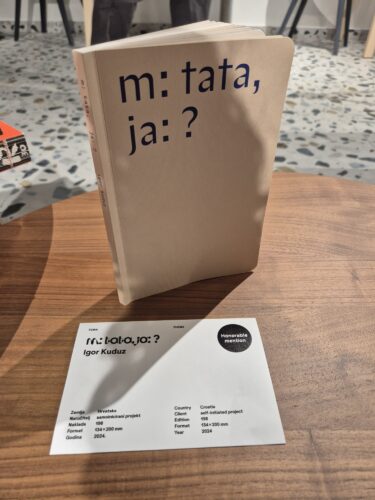 m: tata,
ja: ?
m: tata, ja: ?
Igor Kuduz
Honorable
mention
Zemlja Hrvatska
Naručitelj samoinicirani projekt
Naklada 198
Format 134 × 200 mm
Godina 2024.
Country Croatia
Client self-initiated project
Edition 198
Format 134 × 200 mm
Year 2024